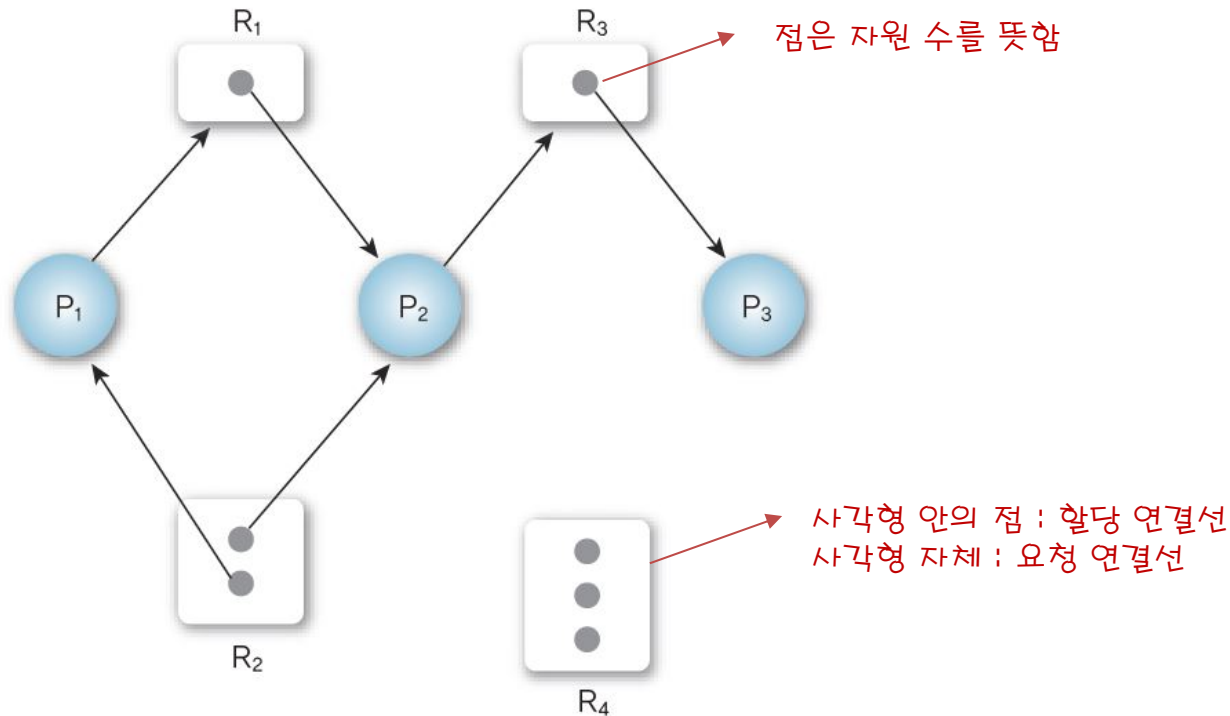 R₁
R₃
점은 자원 수를 뜻함
P₁
P₂
P₃
사각형 안의 점 : 할당 연결선
사각형 자체 : 요청 연결선
R₂
R₄